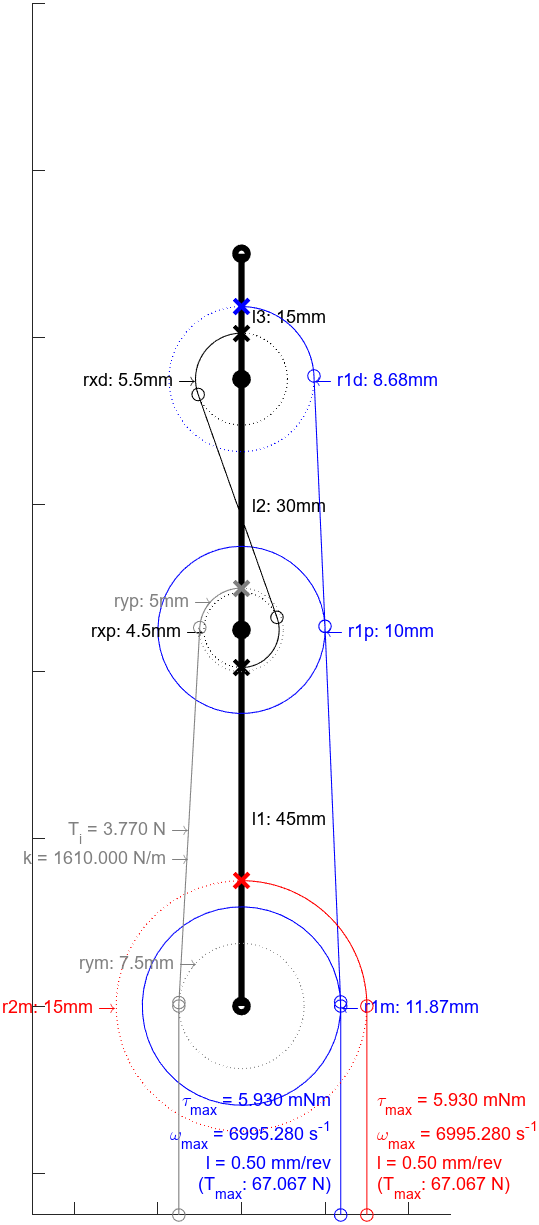 l3: 15mm
rxd: 5.5mm
r1d: 8.68mm
l2: 30mm
ryp: 5mm
rxp: 4.5mm
r1p: 10mm
l1: 45mm
T_i = 3.770 N
k = 1610.000 N/m
rym: 7.5mm
r2m: 15mm
r1m: 11.87mm
τ_max = 5.930 mNm
ω_max = 6995.280 s^-1
l = 0.50 mm/rev
(T_max: 67.067 N)
τ_max = 5.930 mNm
ω_max = 6995.280 s^-1
l = 0.50 mm/rev
(T_max: 67.067 N)